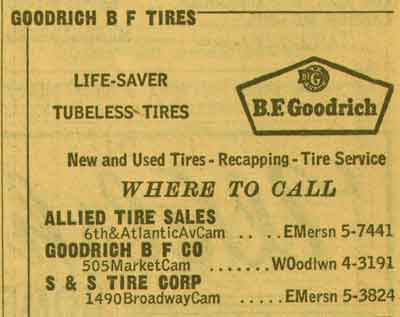 GOODRICH B F TIRES
LIFE-SAVER
TUBELESS TIRES
B.F. Goodrich
New and Used Tires - Recapping - Tire Service
WHERE TO CALL
ALLIED TIRE SALES
6th&AtlanticAvCam . . . . EMersn 5-7441
GOODRICH B F CO
505MarketCam . . . . . . . WOodlwn 4-3191
S & S TIRE CORP
1490BroadwayCam . . . . . EMersn 5-3824